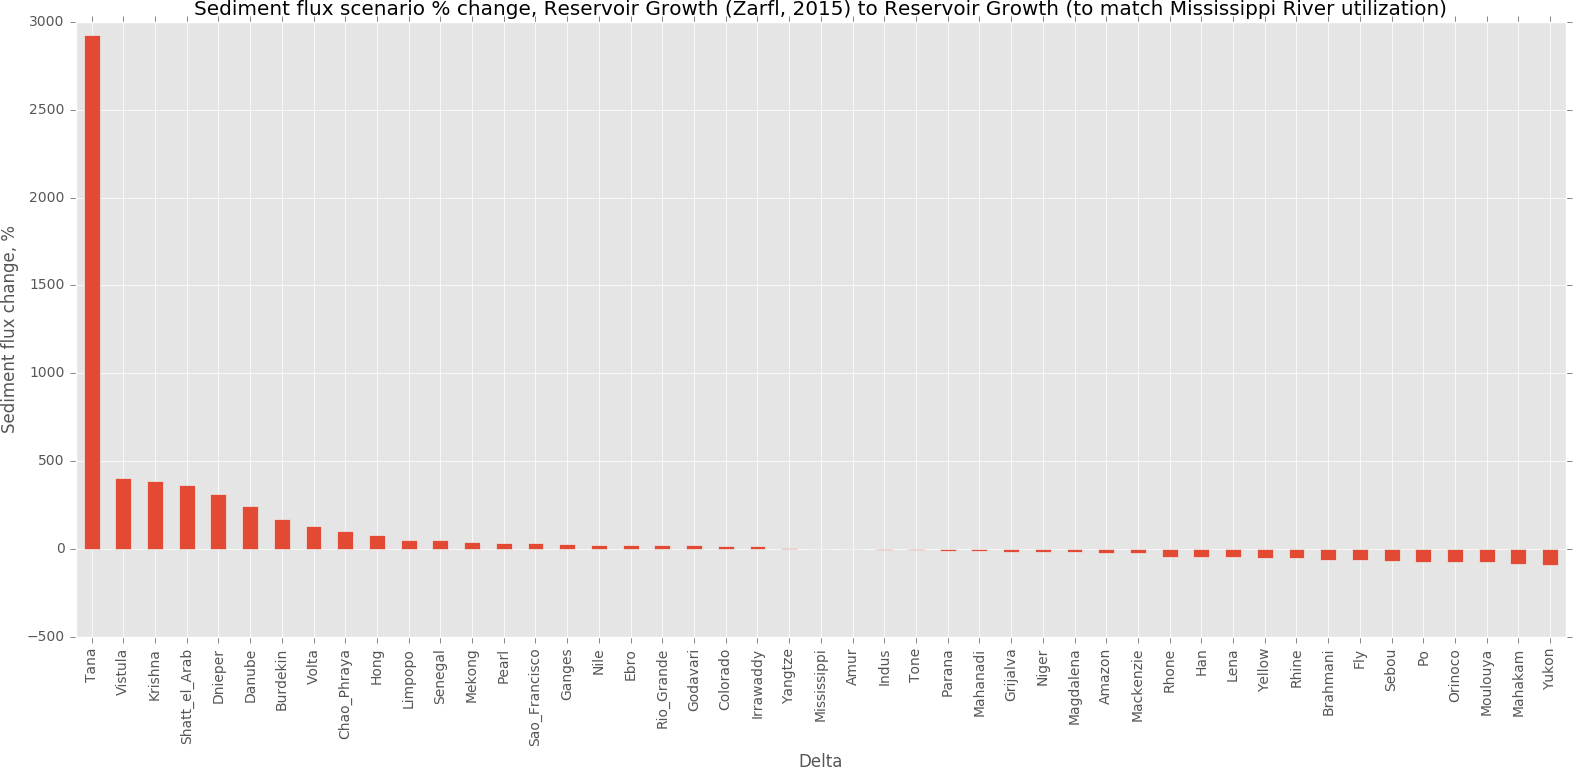 Sediment flux scenario % change, Reservoir Growth (Zarfl, 2015) to Reservoir Growth (to match Mississippi River utilization)
3000
2500
2000
1500
1000
500
0
−500
Sediment flux change, %
Tana
Vistula
Krishna
Shatt_el_Arab
Dnieper
Danube
Burdekin
Volta
Chao_Phraya
Hong
Limpopo
Senegal
Mekong
Pearl
Sao_Francisco
Ganges
Nile
Ebro
Rio_Grande
Godavari
Colorado
Irrawaddy
Yangtze
Mississippi
Amur
Indus
Tone
Parana
Mahanadi
Grijalva
Niger
Magdalena
Amazon
Mackenzie
Rhone
Han
Lena
Yellow
Rhine
Brahmani
Fly
Sebou
Po
Orinoco
Moulouya
Mahakam
Yukon
Delta